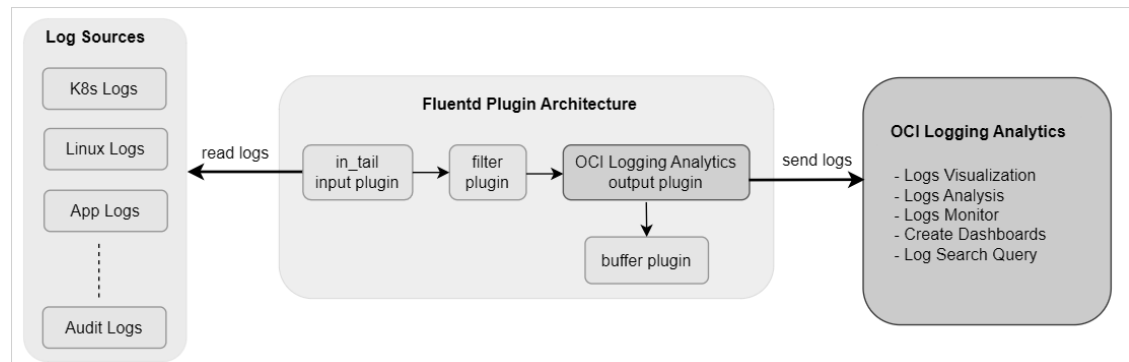 Log Sources
K8s Logs
Linux Logs
App Logs
Audit Logs
read logs
Fluentd Plugin Architecture
in_tail
input plugin
filter
plugin
OCI Logging Analytics
output plugin
buffer plugin
send logs
OCI Logging Analytics
- Logs Visualization
- Logs Analysis
- Logs Monitor
- Create Dashboards
- Log Search Query